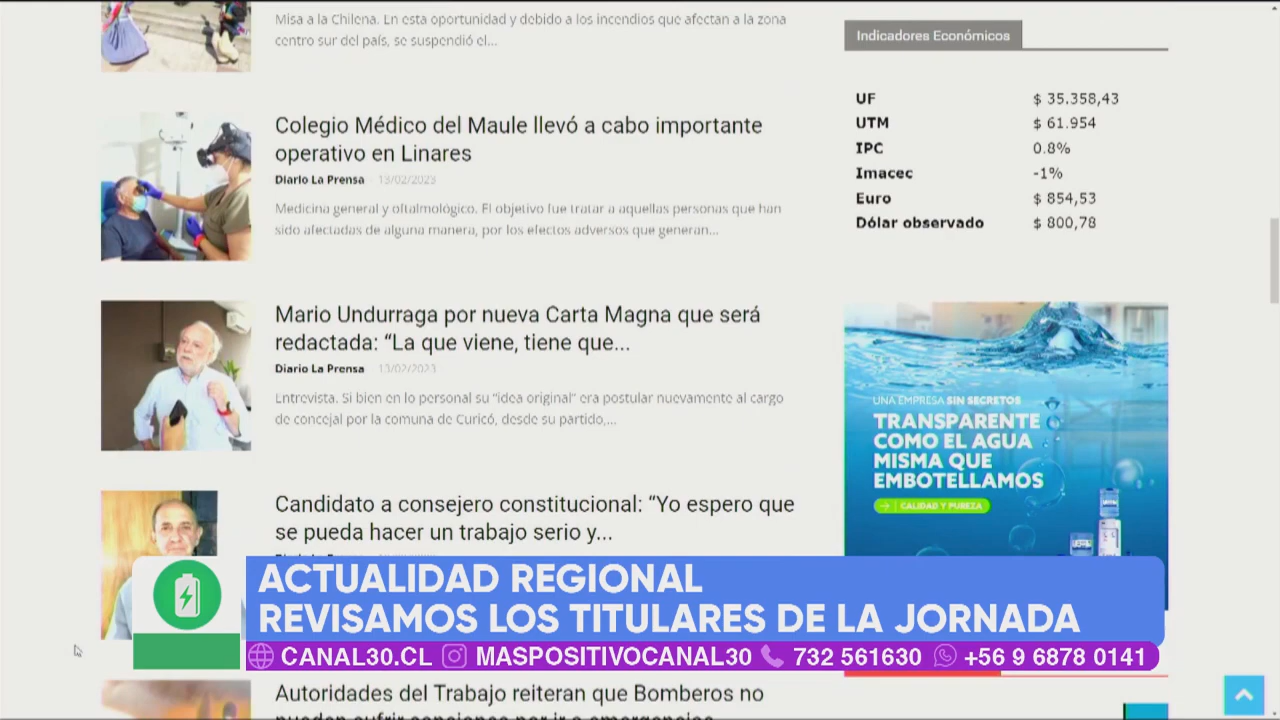 Misa a la Chilena. En esta oportunidad y debido a los incendios que afectan a la zona
centro sur del país, se suspendió el...
Colegio Médico del Maule llevó a cabo importante
operativo en Linares
Diario La Prensa - 13/02/2023
Medicina general y oftalmológico. El objetivo fue tratar a aquellas personas que han
sido afectadas de alguna manera, por los efectos adversos que generan...
Mario Undurraga por nueva Carta Magna que será
redactada: “La que viene, tiene que...
Diario La Prensa - 13/02/2023
Entrevista. Si bien en lo personal su “idea original” era postular nuevamente al cargo
de concejal por la comuna de Curicó, desde su partido,...
Candidato a consejero constitucional: “Yo espero que
se pueda hacer un trabajo serio y...
Autoridades del Trabajo reiteran que Bomberos no
Indicadores Económicos
UF $ 35.358,43
UTM $ 61.954
IPC 0.8%
Imacec -1%
Euro $ 854,53
Dólar observado $ 800,78
UNA EMPRESA SIN SECRETOS
TRANSPARENTE
COMO EL AGUA
MISMA QUE
EMBOTELLAMOS
CALIDAD Y PUREZA
ACTUALIDAD REGIONAL
REVISAMOS LOS TITULARES DE LA JORNADA
CANAL30.CL MASPOSITIVOCANAL30 732 561630 +56 9 6878 0141